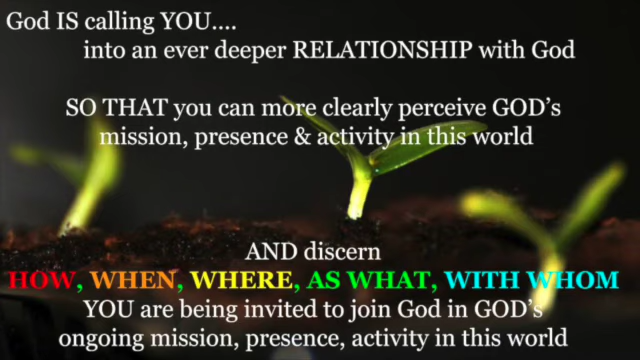 God IS calling YOU....
into an ever deeper RELATIONSHIP with God
SO THAT you can more clearly perceive GOD's
mission, presence & activity in this world
AND discern
HOW, WHEN, WHERE, AS WHAT, WITH WHOM
YOU are being invited to join God in GOD's
ongoing mission, presence, activity in this world